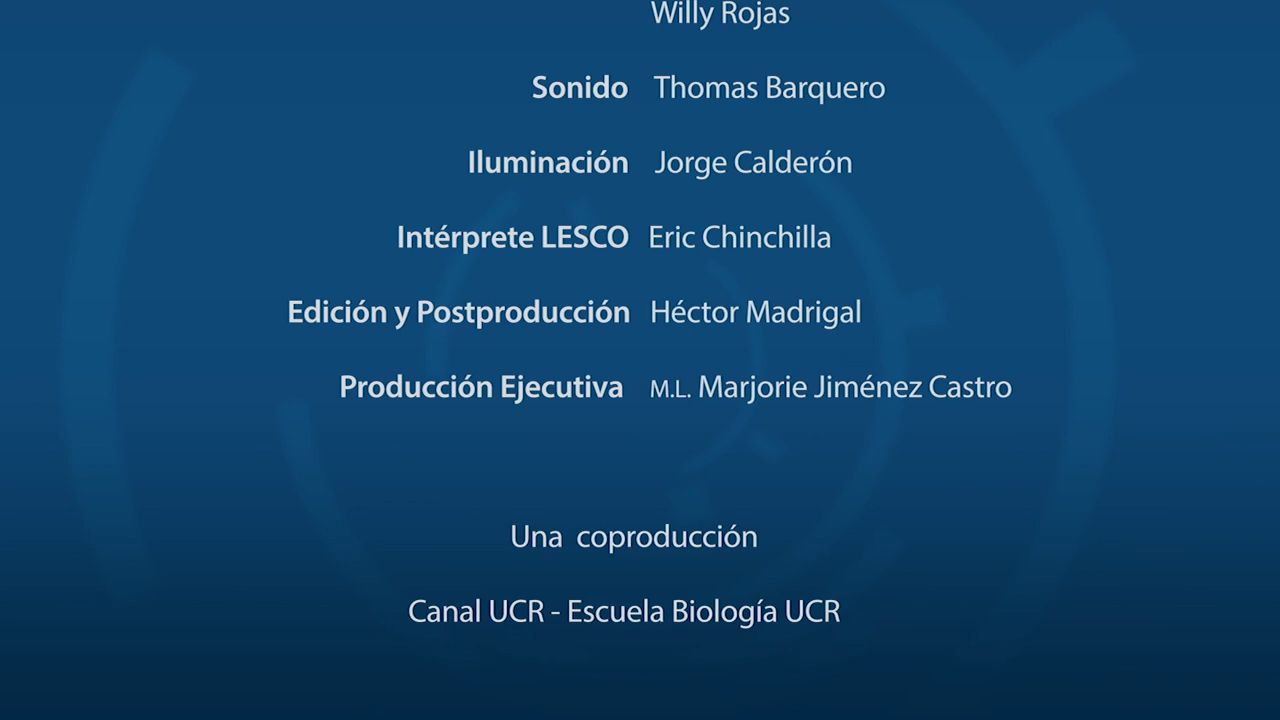 Willy Rojas
Sonido Thomas Barquero
Iluminación Jorge Calderón
Intérprete LESCO Eric Chinchilla
Edición y Postproducción Héctor Madrigal
Producción Ejecutiva M.L. Marjorie Jiménez Castro
Una coproducción
Canal UCR - Escuela Biología UCR